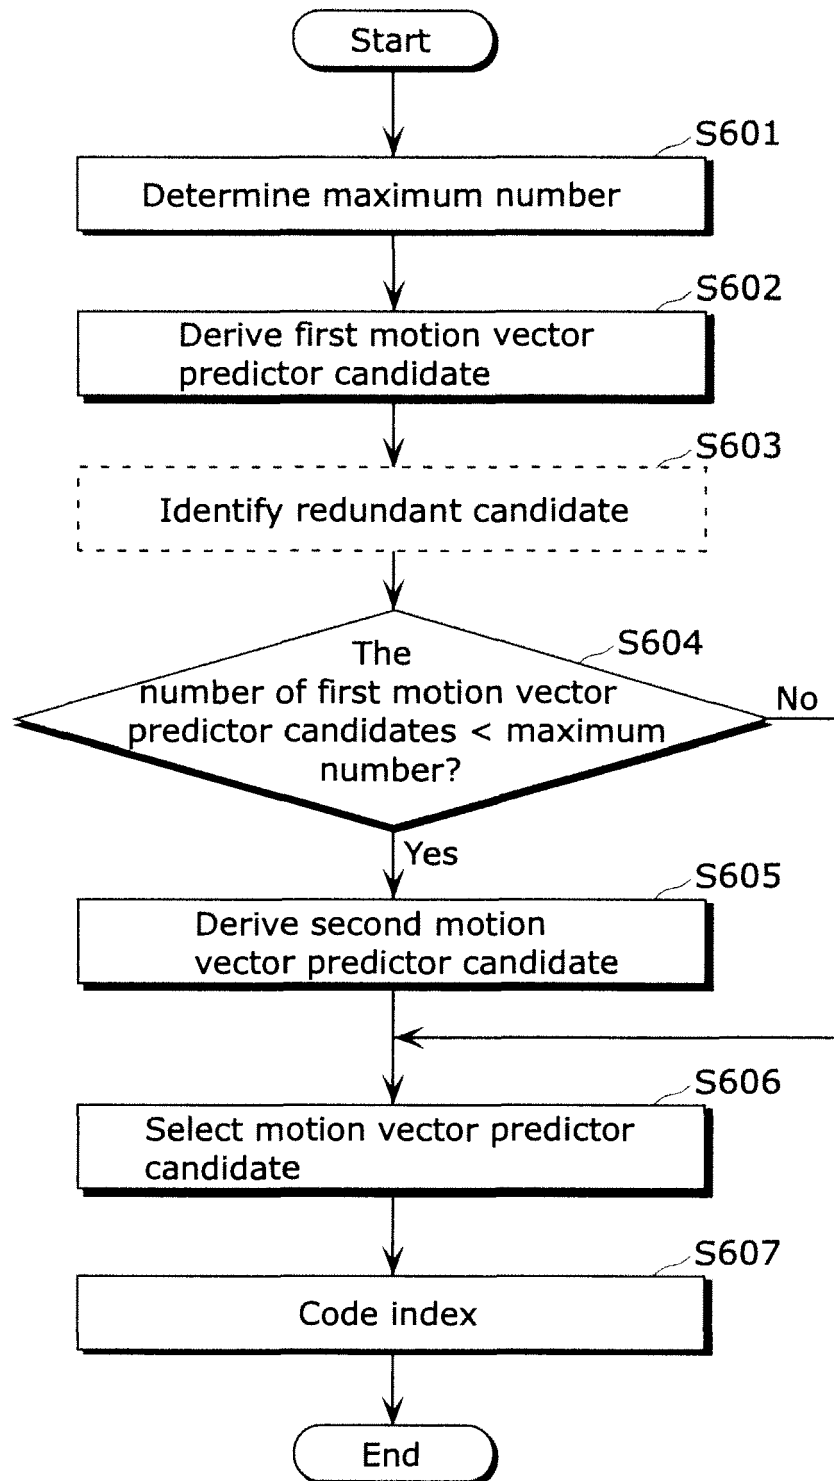 Start
S601
Determine maximum number
S602
Derive first motion vector
predictor candidate
S603
Identify redundant candidate
S604
The
number of first motion vector
predictor candidates < maximum
number?
No
Yes
S605
Derive second motion
vector predictor candidate
S606
Select motion vector predictor
candidate
S607
Code index
End